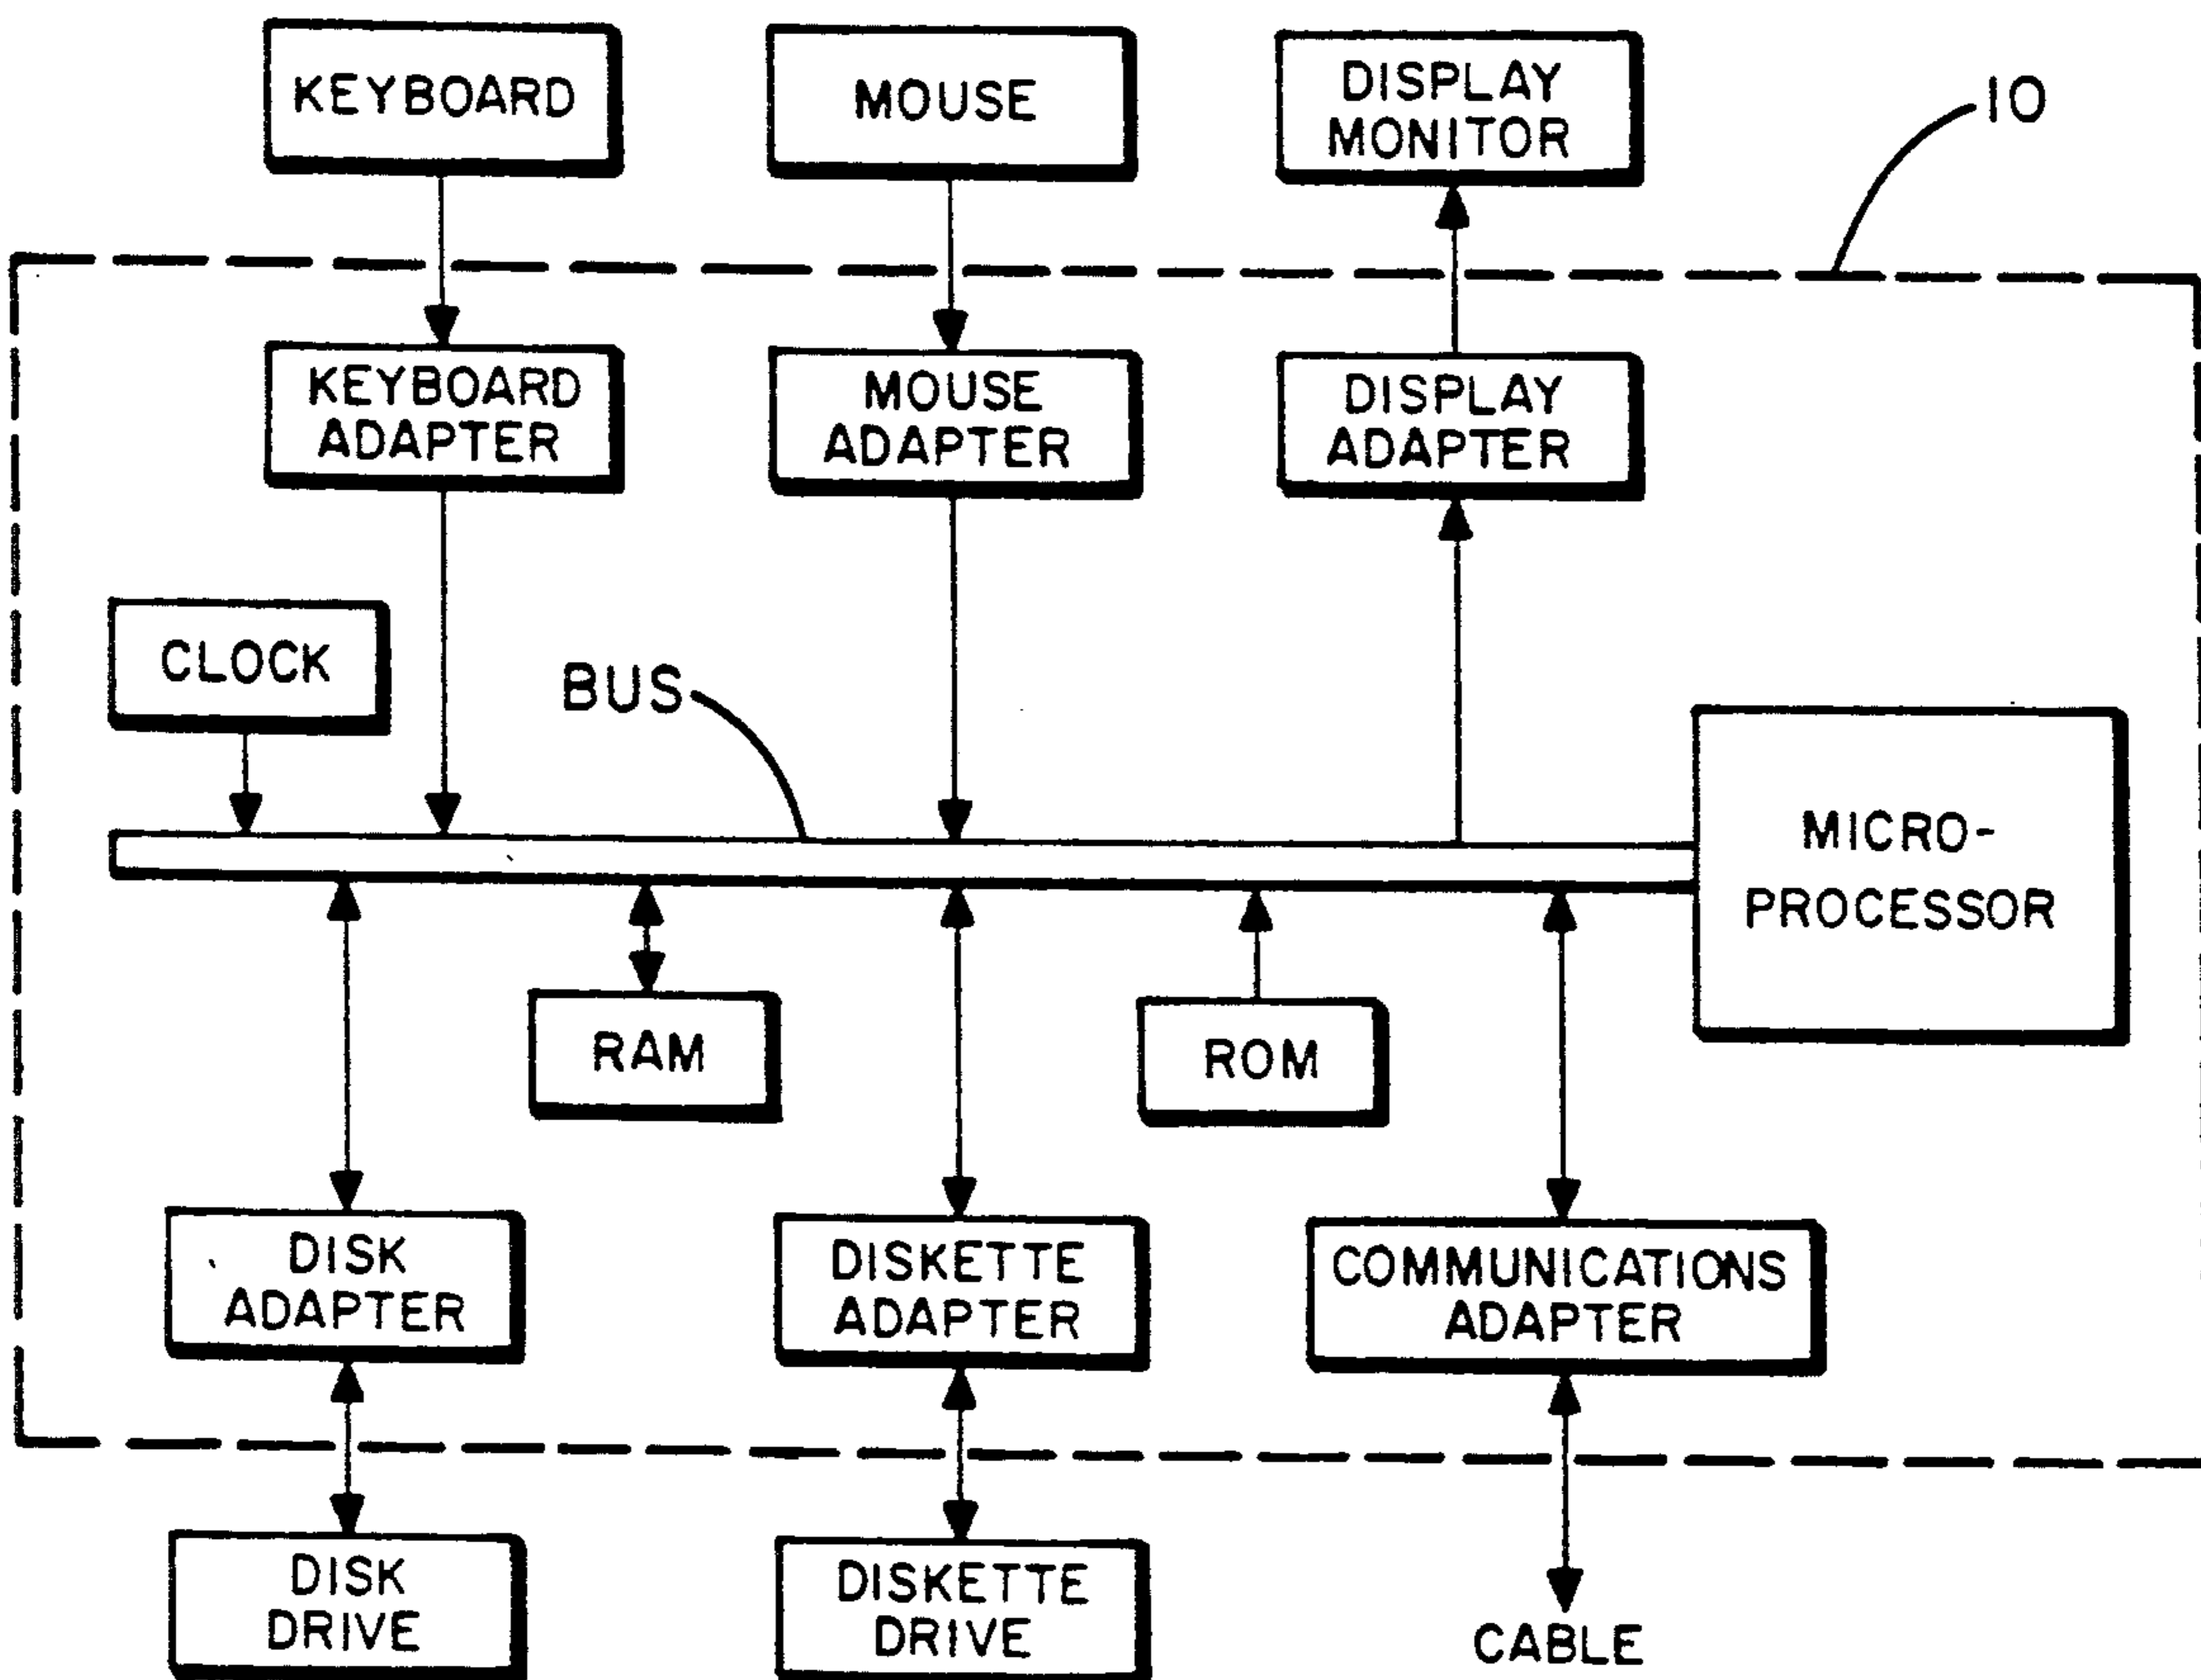 KEYBOARD
MOUSE
DISPLAY
MONITOR
10
KEYBOARD
ADAPTER
MOUSE
ADAPTER
DISPLAY
ADAPTER
CLOCK
BUS
MICRO-
PROCESSOR
RAM
ROM
DISK
ADAPTER
DISKETTE
ADAPTER
COMMUNICATIONS
ADAPTER
DISK
DRIVE
DISKETTE
DRIVE
CABLE